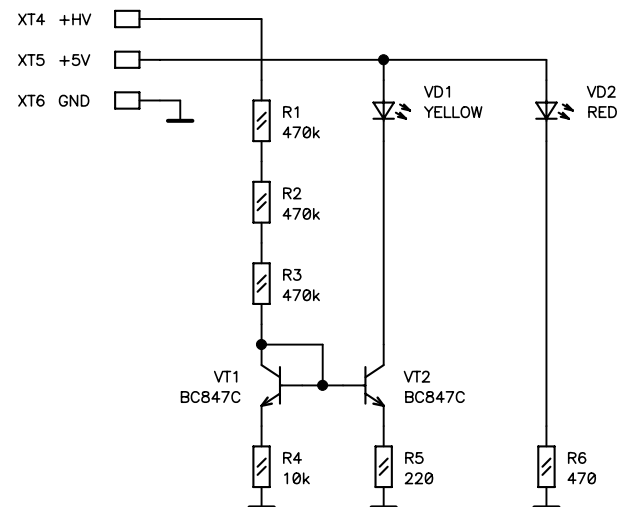 XT4 +HV
XT5 +5V
XT6 GND
VD1
YELLOW
VD2
RED
R1
470k
R2
470k
R3
470k
VT1
BC847C
VT2
BC847C
R4
10k
R5
220
R6
470